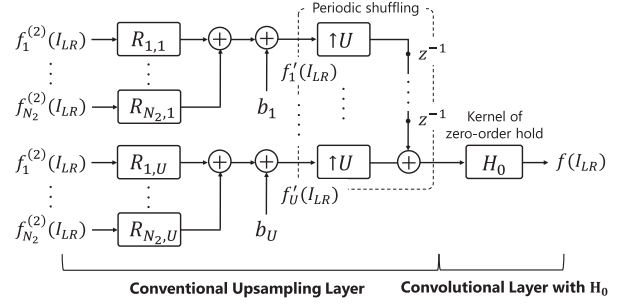 Periodic shuffling
f_1^{(2)}(I_{LR}) R_{1,1} + + ↑U z^{-1}
⋮ ⋮ ⋮ f_1'(I_{LR}) ⋮
f_{N_2}^{(2)}(I_{LR}) R_{N_2,1} b_1 ⋮ z^{-1}
Kernel of
zero-order hold
f_1^{(2)}(I_{LR}) R_{1,U} + + ↑U + H_0 f(I_{LR})
⋮ ⋮ ⋮ f_U'(I_{LR})
f_{N_2}^{(2)}(I_{LR}) R_{N_2,U} b_U
Conventional Upsampling Layer Convolutional Layer with H_0